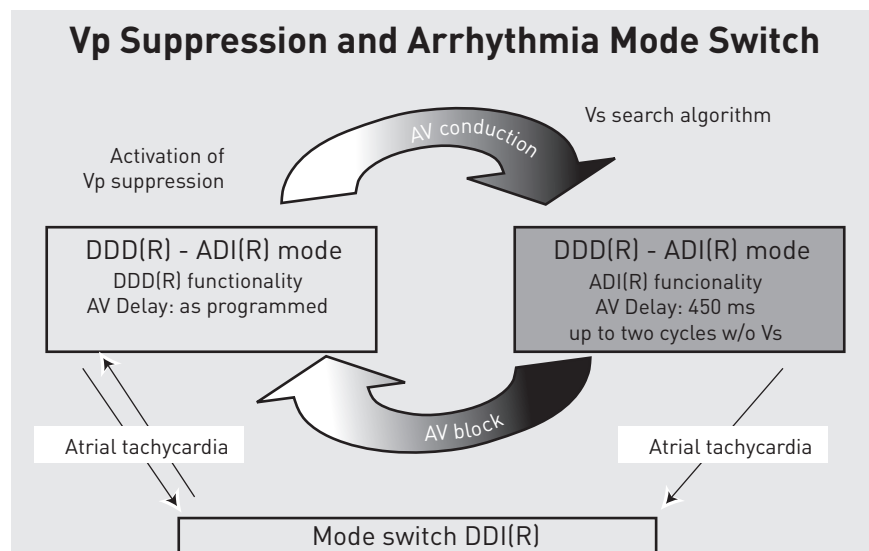 Vp Suppression and Arrhythmia Mode Switch
AV conduction
Vs search algorithm
Activation of
Vp suppression
DDD(R) - ADI(R) mode
DDD(R) functionality
AV Delay: as programmed
DDD(R) - ADI(R) mode
ADI(R) funcionality
AV Delay: 450 ms
up to two cycles w/o Vs
AV block
Atrial tachycardia
Atrial tachycardia
Mode switch DDI(R)